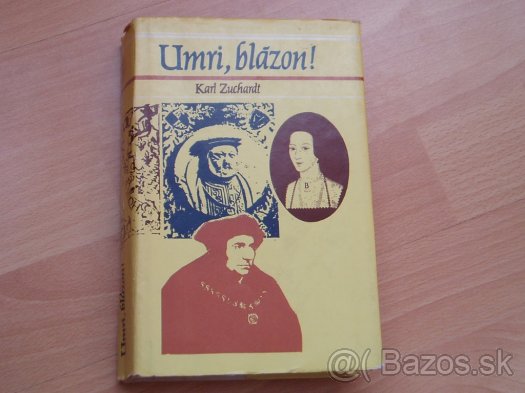 Umri, blázon!
Karl Zuchardt
B
Umri, blázon!
Bazos.sk